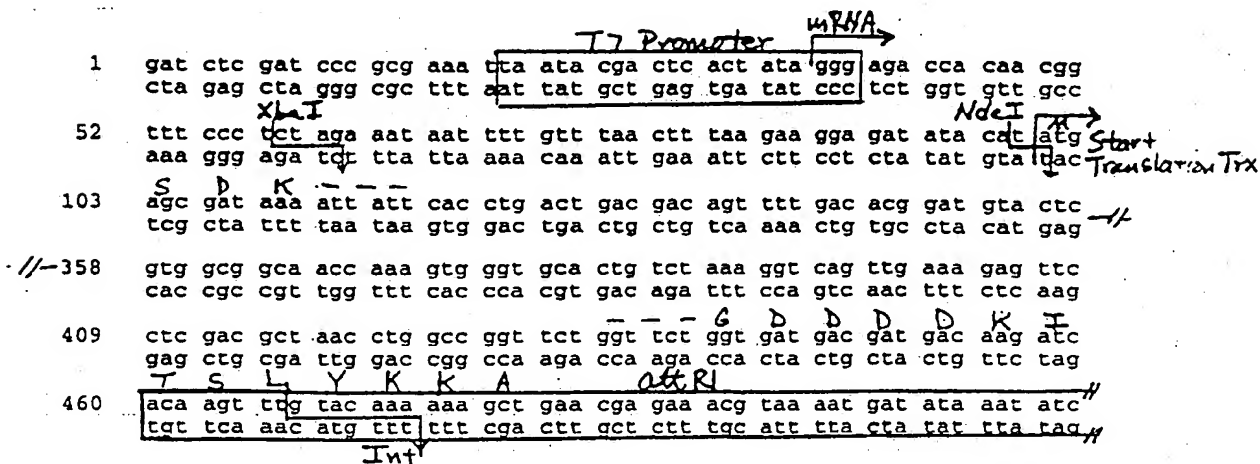 mRNA
T7 Promoter
1 gat ctc gat ccc gcg aaa tta ata cga ctc act ata ggg aga cca caa cgg
cta gag cta ggg cgc ttt aat tat gct gag tga tat ccc tct ggt gtt gcc
XbaI NdeI M
52 ttt ccc tct aga aat aat ttt gtt taa ctt taa gaa gga gat ata cat atg
aaa ggg aga tct tta tta aaa caa att gaa att ctt cct cta tat gta tac
Start
Translation Trx
S D K - - -
103 agc gat aaa att att cac ctg act gac gac agt ttt gac acg gat gta ctc
tcg cta ttt taa taa gtg gac tga ctg ctg tca aaa ctg tgc cta cat gag -//
-//- 358 gtg gcg gca acc aaa gtg ggt gca ctg tct aaa ggt cag ttg aaa gag ttc
cac cgc cgt tgg ttt cac cca cgt gac aga ttt cca gtc aac ttt ctc aag
- - - G D D D D K I
409 ctc gac gct aac ctg gcc ggt tct ggt tct ggt gat gac gat gac aag atc
gag ctg cga ttg gac cgg cca aga cca aga cca cta ctg cta ctg ttc tag
T S L Y K K A attR1
460 aca agt ttg tac aaa aaa gct gaa cga gaa acg taa aat gat ata aat atc
tgt tca aac atg ttt ttt cga ctt gct ctt tgc att tta cta tat tta tag
Int